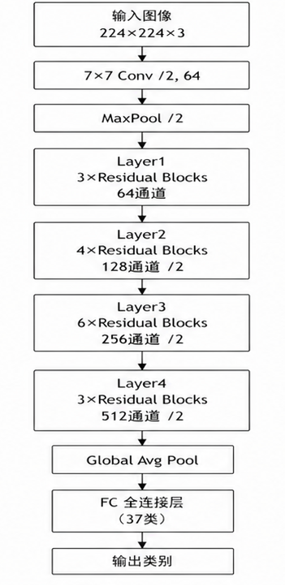 输入图像
224×224×3
7×7 Conv /2, 64
MaxPool /2
Layer1
3×Residual Blocks
64通道
Layer2
4×Residual Blocks
128通道 /2
Layer3
6×Residual Blocks
256通道 /2
Layer4
3×Residual Blocks
512通道 /2
Global Avg Pool
FC 全连接层
（37类）
输出类别